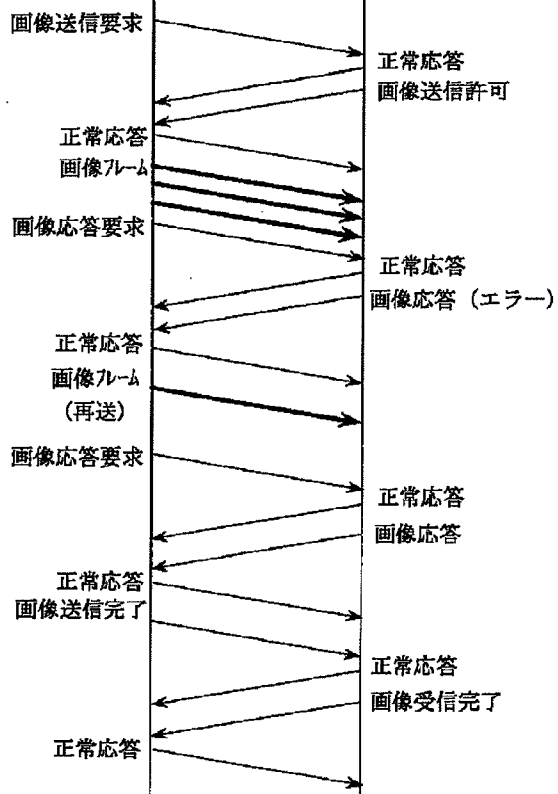 画像送信要求
正常応答
画像送信許可
正常応答
画像フレーム
画像応答要求
正常応答
画像応答（エラー）
正常応答
画像フレーム
（再送）
画像応答要求
正常応答
画像応答
正常応答
画像送信完了
正常応答
画像受信完了
正常応答